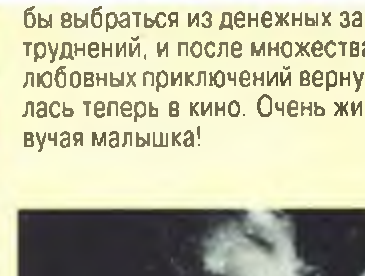 бы выбраться из денежных за
труднений, и после множества
любовных приключений верну
лась теперь в кино. Очень жи
вучая малышка!